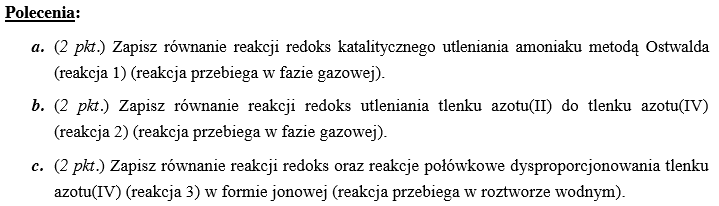 Polecenia:
a. (2 pkt.) Zapisz równanie reakcji redoks katalitycznego utleniania amoniaku metodą Ostwalda
(reakcja 1) (reakcja przebiega w fazie gazowej).
b. (2 pkt.) Zapisz równanie reakcji redoks utleniania tlenku azotu(II) do tlenku azotu(IV)
(reakcja 2) (reakcja przebiega w fazie gazowej).
c. (2 pkt.) Zapisz równanie reakcji redoks oraz reakcje połówkowe dysproporcjonowania tlenku
azotu(IV) (reakcja 3) w formie jonowej (reakcja przebiega w roztworze wodnym).